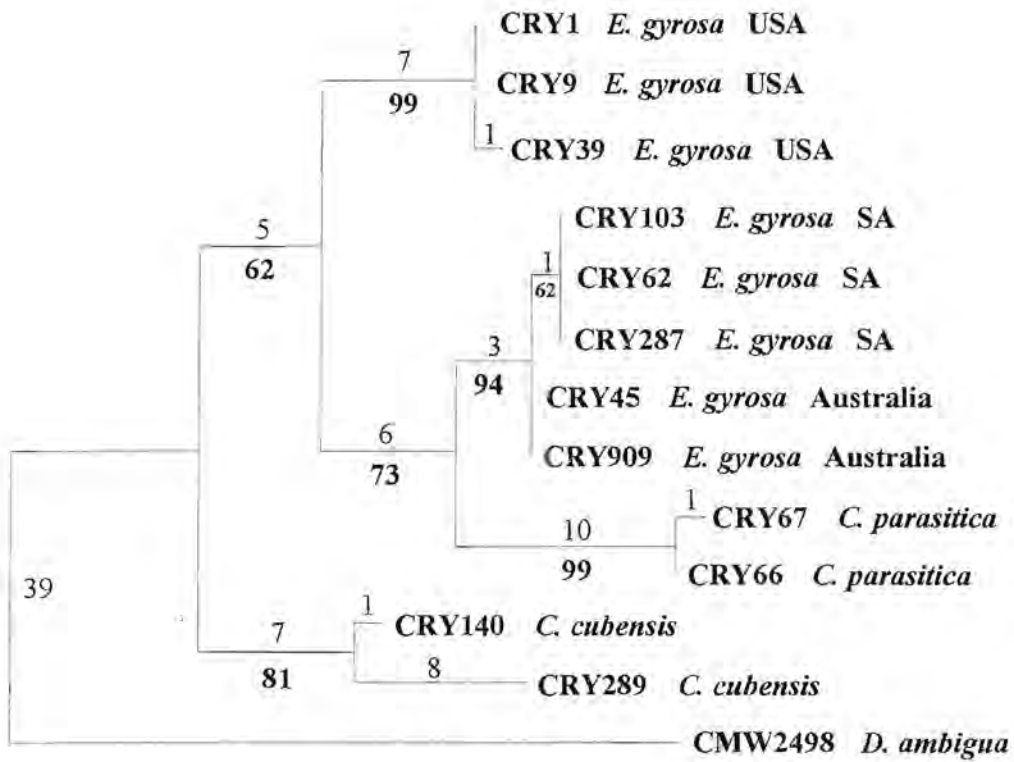 CRY1 E. gyrosa USA
7
CRY9 E. gyrosa USA
99
1
CRY39 E. gyrosa USA
CRY103 E. gyrosa SA
5
62
1
CRY62 E. gyrosa SA
62
3
CRY287 E. gyrosa SA
94
CRY45 E. gyrosa Australia
6
CRY909 E. gyrosa Australia
73
1
CRY67 C. parasitica
10
99
CRY66 C. parasitica
39
1
CRY140 C. cubensis
7
81
8
CRY289 C. cubensis
CMW2498 D. ambigua